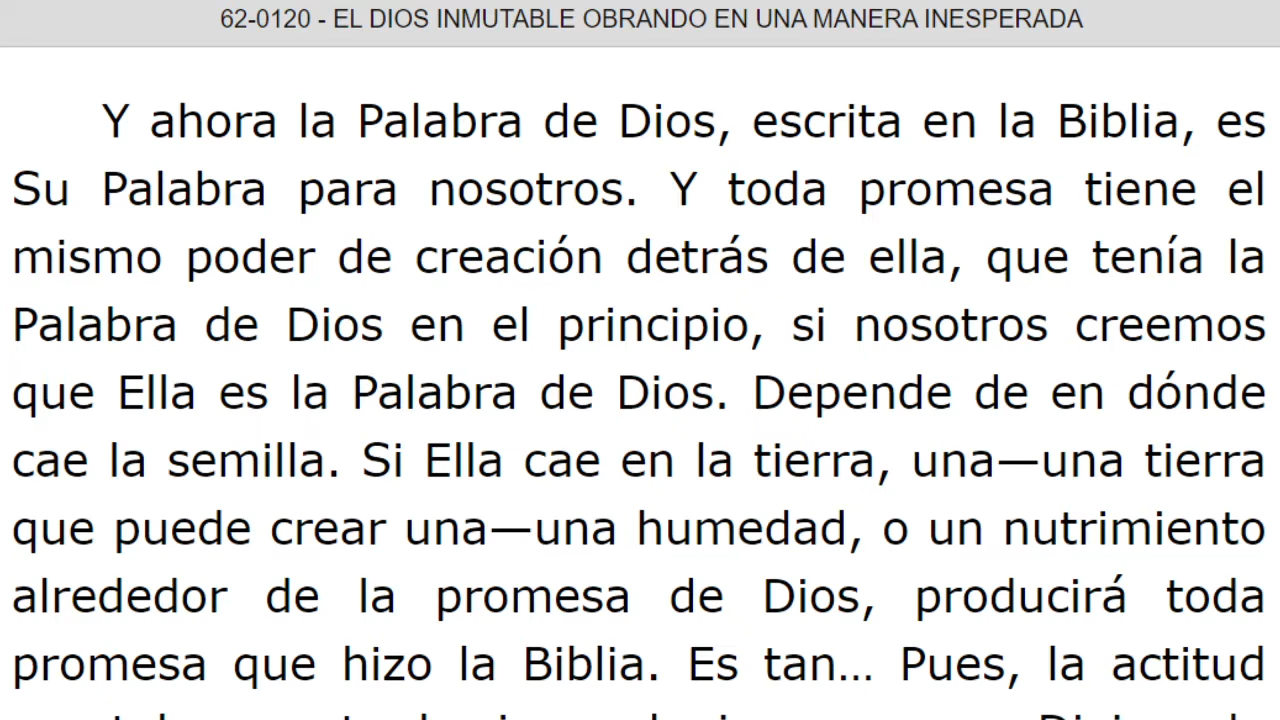 62-0120 - EL DIOS INMUTABLE OBRANDO EN UNA MANERA INESPERADA
Y ahora la Palabra de Dios, escrita en la Biblia, es
Su Palabra para nosotros. Y toda promesa tiene el
mismo poder de creación detrás de ella, que tenía la
Palabra de Dios en el principio, si nosotros creemos
que Ella es la Palabra de Dios. Depende de en dónde
cae la semilla. Si Ella cae en la tierra, una—una tierra
que puede crear una—una humedad, o un nutrimiento
alrededor de la promesa de Dios, producirá toda
promesa que hizo la Biblia. Es tan… Pues, la actitud